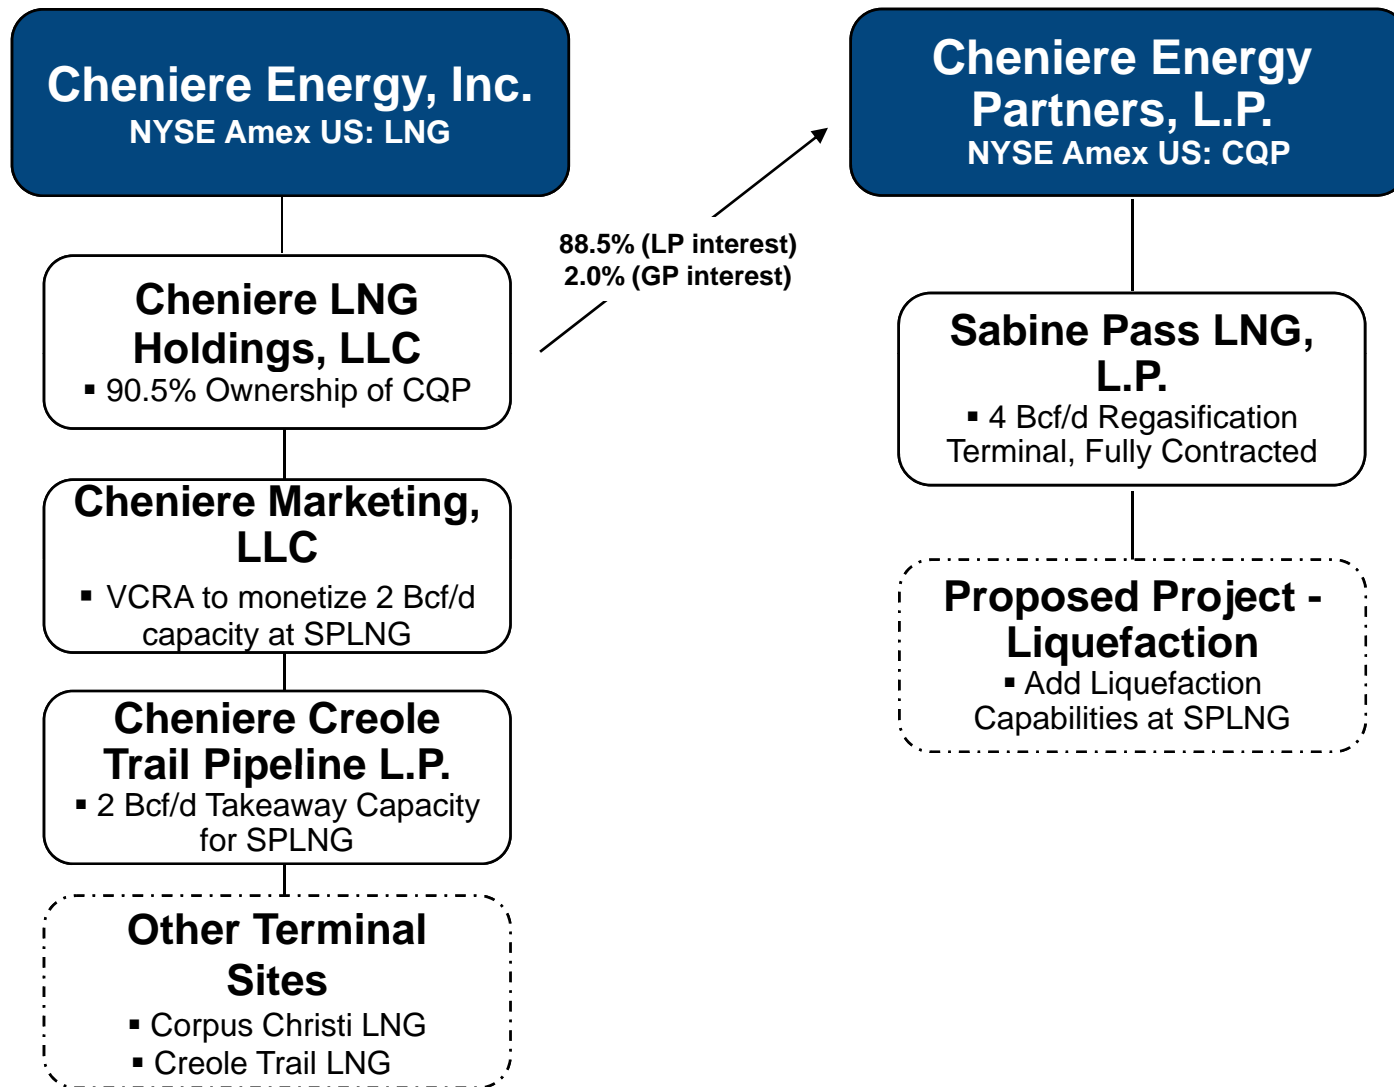 Cheniere Energy, Inc.
NYSE Amex US: LNG
Cheniere LNG
Holdings, LLC
▪ 90.5% Ownership of CQP
Cheniere Marketing,
LLC
▪ VCRA to monetize 2 Bcf/d
capacity at SPLNG
Cheniere Creole
Trail Pipeline L.P.
▪ 2 Bcf/d Takeaway Capacity
for SPLNG
Other Terminal
Sites
▪ Corpus Christi LNG
▪ Creole Trail LNG
88.5% (LP interest)
2.0% (GP interest)
Cheniere Energy
Partners, L.P.
NYSE Amex US: CQP
Sabine Pass LNG,
L.P.
▪ 4 Bcf/d Regasification
Terminal, Fully Contracted
Proposed Project -
Liquefaction
▪ Add Liquefaction
Capabilities at SPLNG